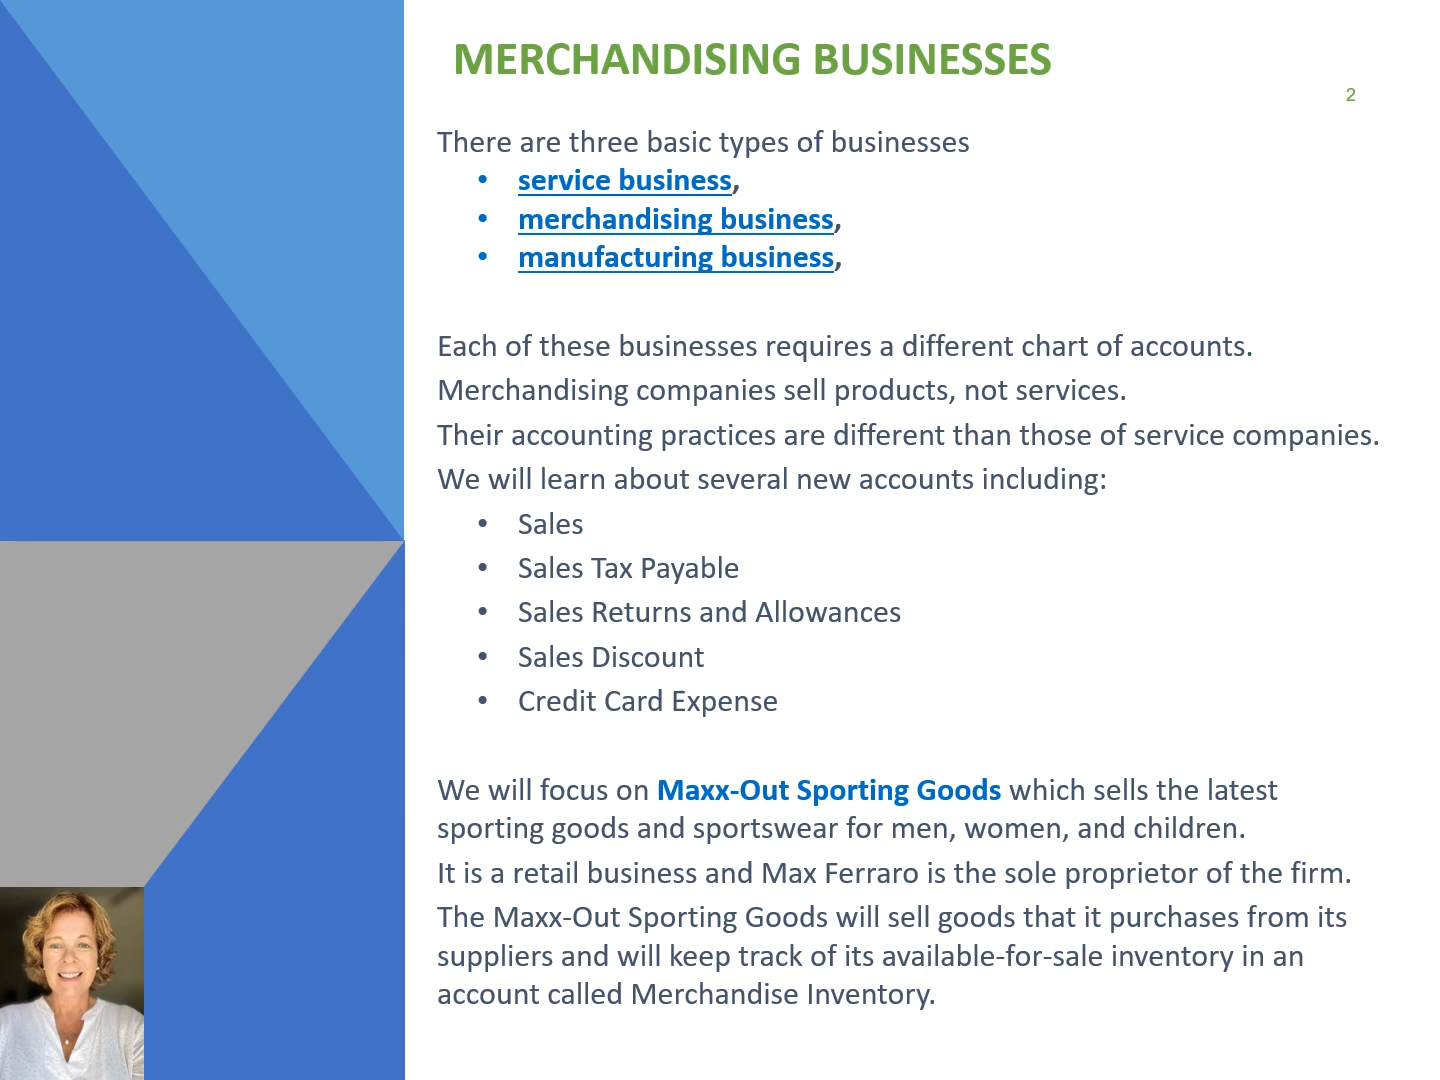 MERCHANDISING BUSINESSES
2
There are three basic types of businesses
• service business,
• merchandising business,
• manufacturing business,
Each of these businesses requires a different chart of accounts.
Merchandising companies sell products, not services.
Their accounting practices are different than those of service companies.
We will learn about several new accounts including:
• Sales
• Sales Tax Payable
• Sales Returns and Allowances
• Sales Discount
• Credit Card Expense
We will focus on Maxx-Out Sporting Goods which sells the latest
sporting goods and sportswear for men, women, and children.
It is a retail business and Max Ferraro is the sole proprietor of the firm.
The Maxx-Out Sporting Goods will sell goods that it purchases from its
suppliers and will keep track of its available-for-sale inventory in an
account called Merchandise Inventory.